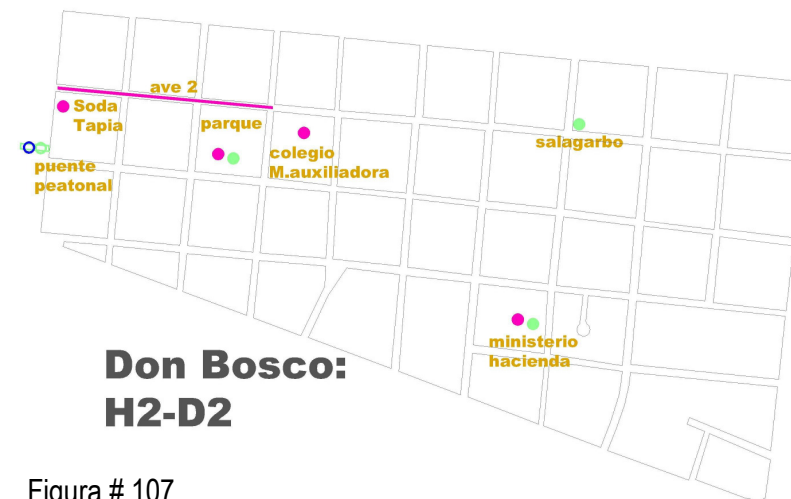 ave 2
Soda
Tapia
parque
colegio
M.auxiliadora
salagarbo
puente
peatonal
ministerio
hacienda
Don Bosco:
H2-D2
Figura # 107